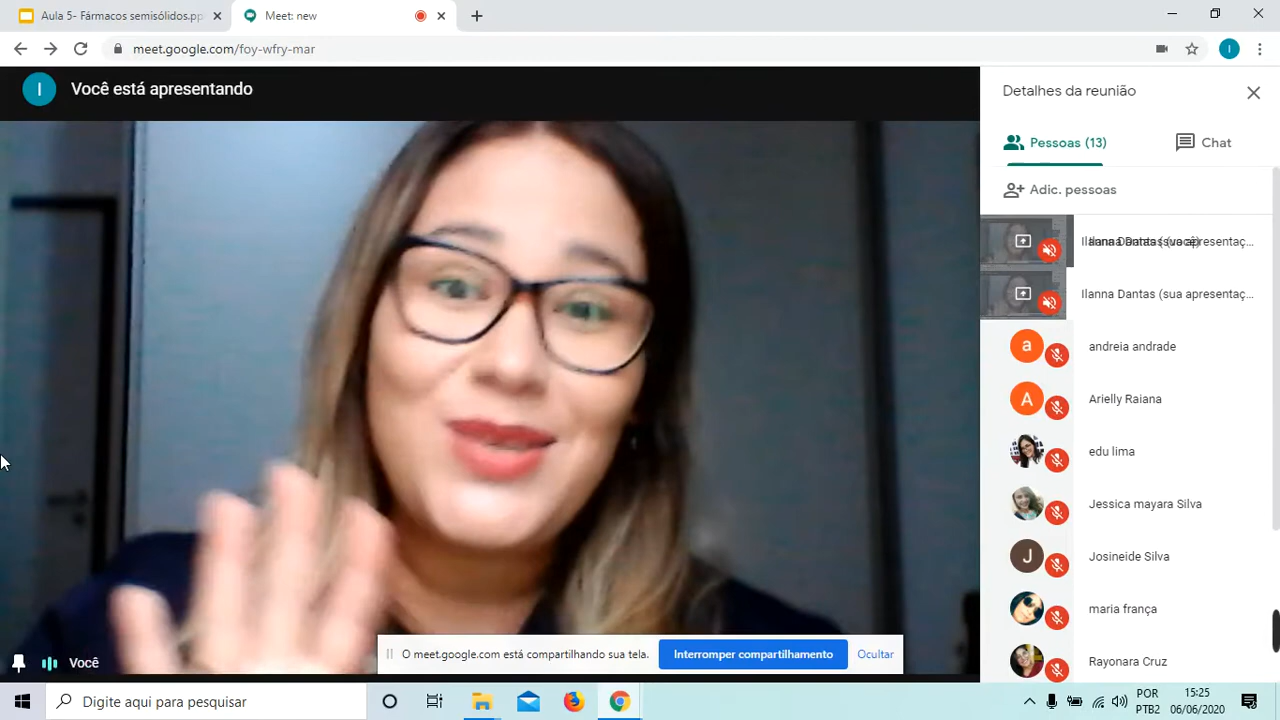 Aula 5- Fármacos semisólidos.pp
Meet: new
meet.google.com/foy-wfry-mar
I
I
Você está apresentando
Detalhes da reunião
Pessoas (13)
Chat
Adic. pessoas
Ilanna Dantas (sua apresentaç...
a
andreia andrade
A
Arielly Raiana
edu lima
Jessica mayara Silva
J
Josineide Silva
maria frança
Rayonara Cruz
Você
O meet.google.com está compartilhando sua tela.
Interromper compartilhamento
Ocultar
Digite aqui para pesquisar
POR
PTB2
15:25
06/06/2020